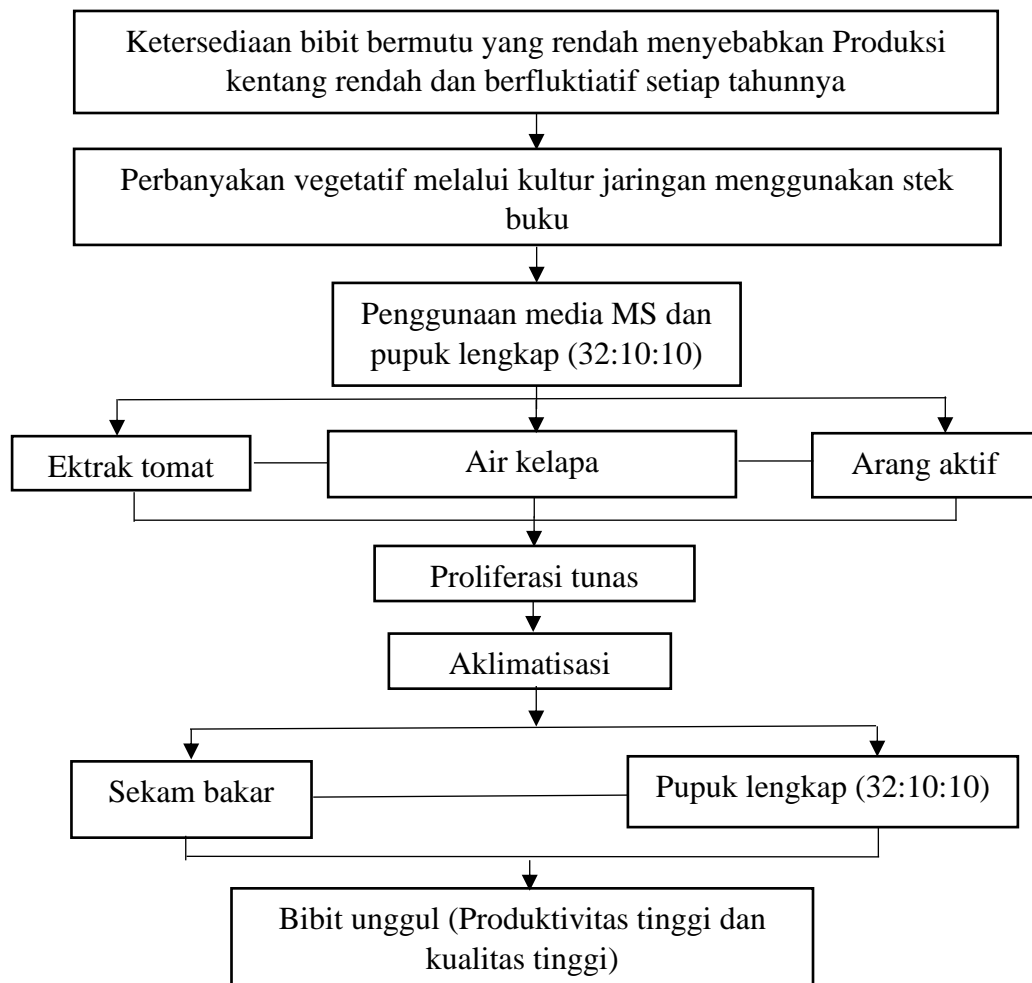 Ketersediaan bibit bermutu yang rendah menyebabkan Produksi
kentang rendah dan berfluktiatif setiap tahunnya
Perbanyakan vegetatif melalui kultur jaringan menggunakan stek
buku
Penggunaan media MS dan
pupuk lengkap (32:10:10)
Ektrak tomat
Air kelapa
Arang aktif
Proliferasi tunas
Aklimatisasi
Sekam bakar
Pupuk lengkap (32:10:10)
Bibit unggul (Produktivitas tinggi dan
kualitas tinggi)